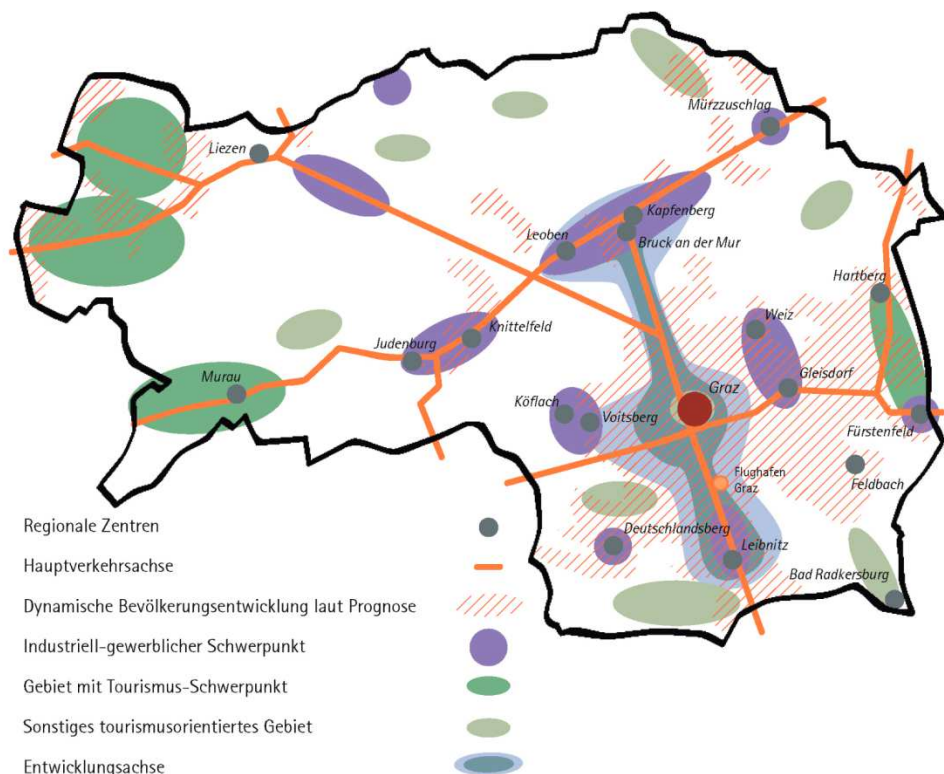 Mürzzuschlag
Liezen
Kapfenberg
Leoben
Bruck an der Mur
Hartberg
Weiz
Knittelfeld
Judenburg
Murau
Graz
Gleisdorf
Köflach
Voitsberg
Fürstenfeld
Flughafen
Graz
Feldbach
Deutschlandsberg
Leibnitz
Bad Radkersburg
Regionale Zentren
Hauptverkehrsachse
Dynamische Bevölkerungsentwicklung laut Prognose
Industriell-gewerblicher Schwerpunkt
Gebiet mit Tourismus-Schwerpunkt
Sonstiges tourismusorientiertes Gebiet
Entwicklungsachse